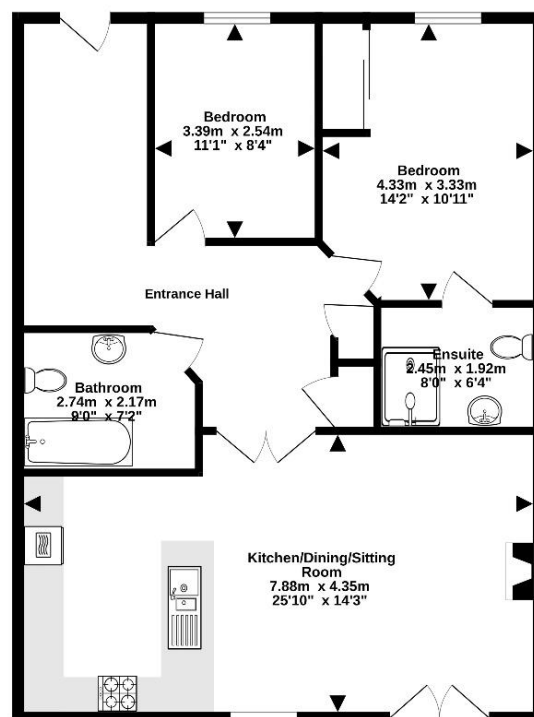 Bedroom
3.39m x 2.54m
11'1" x 8'4"
Bedroom
4.33m x 3.33m
14'2" x 10'11"
Entrance Hall
Bathroom
2.74m x 2.17m
9'0" x 7'2"
Ensuite
2.45m x 1.92m
8'0" x 6'4"
Kitchen/Dining/Sitting
Room
7.88m x 4.35m
25'10" x 14'3"